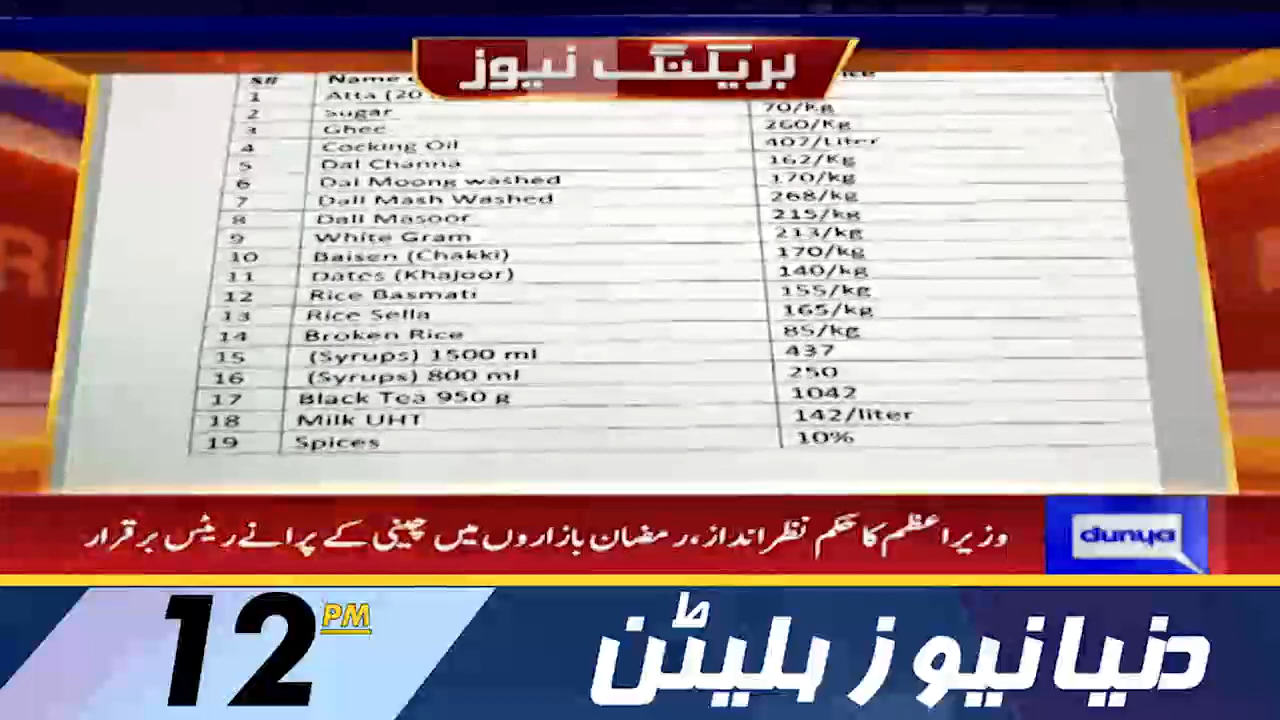 بریکنگ نیوز
S# Name
1 Atta (20
2 Sugar 70/Kg
3 Ghee 260/Kg
4 Cooking Oil 407/Liter
5 Dal Channa 162/Kg
6 Dal Moong washed 170/kg
7 Dall Mash Washed 268/kg
8 Dall Masoor 215/kg
9 White Gram 213/kg
10 Baisen (Chakki) 170/kg
11 Dates (Khajoor) 140/kg
12 Rice Basmati 155/kg
13 Rice Sella 165/kg
14 Broken Rice 85/kg
15 (Syrups) 1500 ml 437
16 (Syrups) 800 ml 250
17 Black Tea 950 g 1042
18 Milk UHT 142/liter
19 Spices 10%
وزیراعظم کا حکم نظرانداز، رمضان بازاروں میں چینی کے پرانے ریٹس برقرار
dunya
12 PM
دنیا نیوز بلیٹن